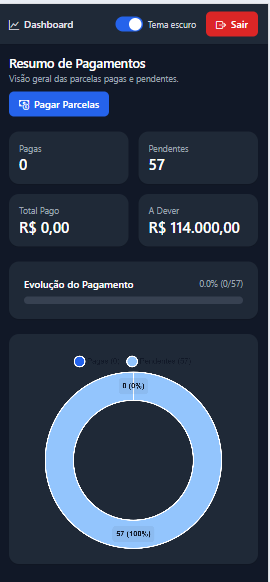 Dashboard
Tema escuro
Sair
Resumo de Pagamentos
Visão geral das parcelas pagas e pendentes.
Pagar Parcelas
Pagas
0
Pendentes
57
Total Pago
R$ 0,00
A Dever
R$ 114.000,00
Evolução do Pagamento
0.0% (0/57)
Pagas (0)
Pendentes (57)
0 (0%)
57 (100%)